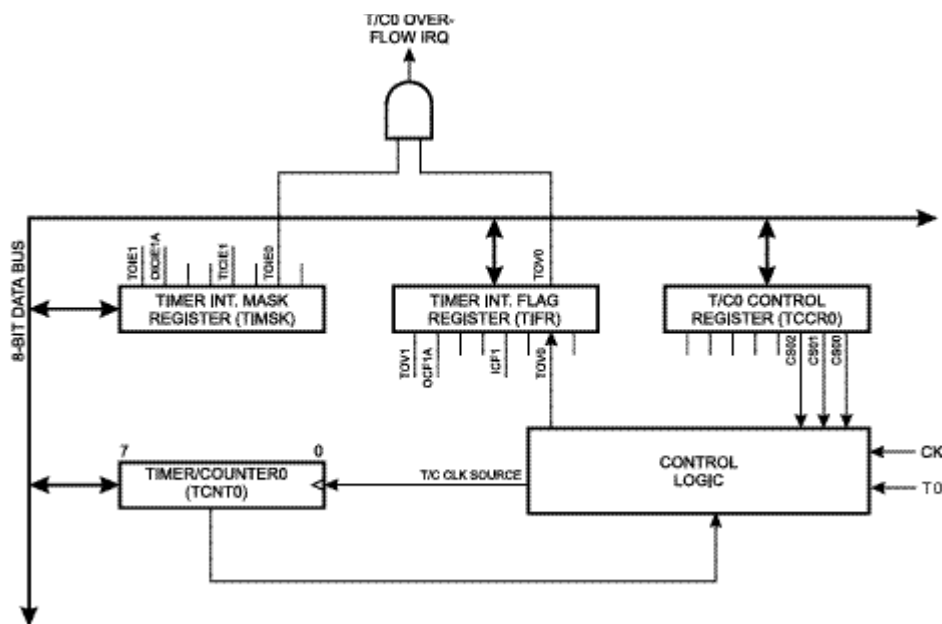 T/C0 OVER-
FLOW IRQ
8-BIT DATA BUS
TOIE1
OCIE1A
TICIE1
TOIE0
TOV0
TIMER INT. MASK
REGISTER (TIMSK)
TIMER INT. FLAG
REGISTER (TIFR)
T/C0 CONTROL
REGISTER (TCCR0)
TOV1
OCF1A
ICF1
TOV0
CS02
CS01
CS00
7
0
TIMER/COUNTER0
(TCNT0)
T/C CLK SOURCE
CONTROL
LOGIC
CK
T0